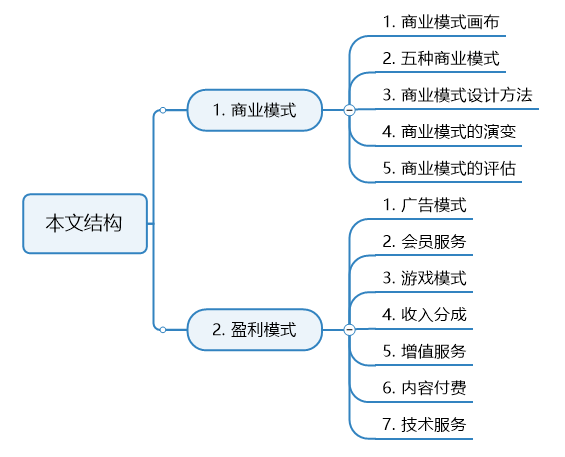 本文结构
1. 商业模式
1. 商业模式画布
2. 五种商业模式
3. 商业模式设计方法
4. 商业模式的演变
5. 商业模式的评估
2. 盈利模式
1. 广告模式
2. 会员服务
3. 游戏模式
4. 收入分成
5. 增值服务
6. 内容付费
7. 技术服务